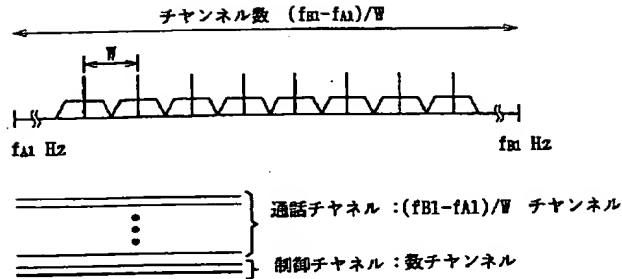 チャンネル数 (fB1-fA1)/W
W
fA1 Hz
fB1 Hz
通話チャネル:(fB1-fA1)/W チャンネル
制御チャネル:数チャンネル